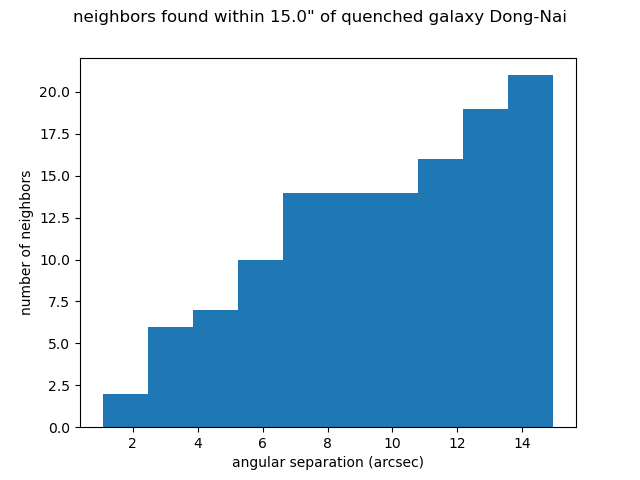 neighbors found within 15.0" of quenched galaxy Dong-Nai
20.0
17.5
15.0
12.5
10.0
7.5
5.0
2.5
0.0
number of neighbors
2 4 6 8 10 12 14
angular separation (arcsec)